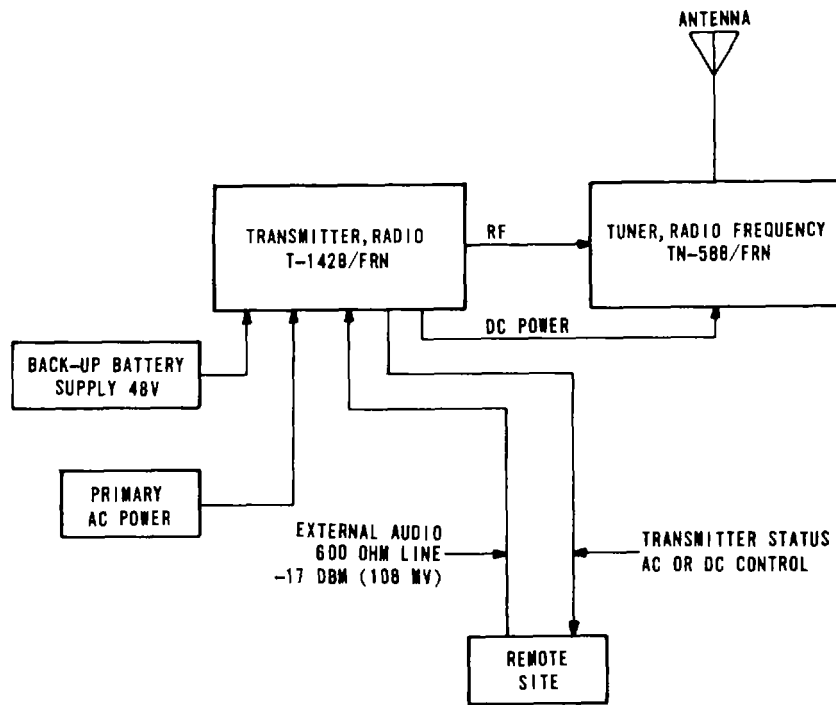 ANTENNA
TRANSMITTER, RADIO
T-1428/FRN
RF
TUNER, RADIO FREQUENCY
TN-588/FRN
DC POWER
BACK-UP BATTERY
SUPPLY 48V
PRIMARY
AC POWER
EXTERNAL AUDIO
600 OHM LINE
-17 DBM (108 MV)
TRANSMITTER STATUS
AC OR DC CONTROL
REMOTE
SITE